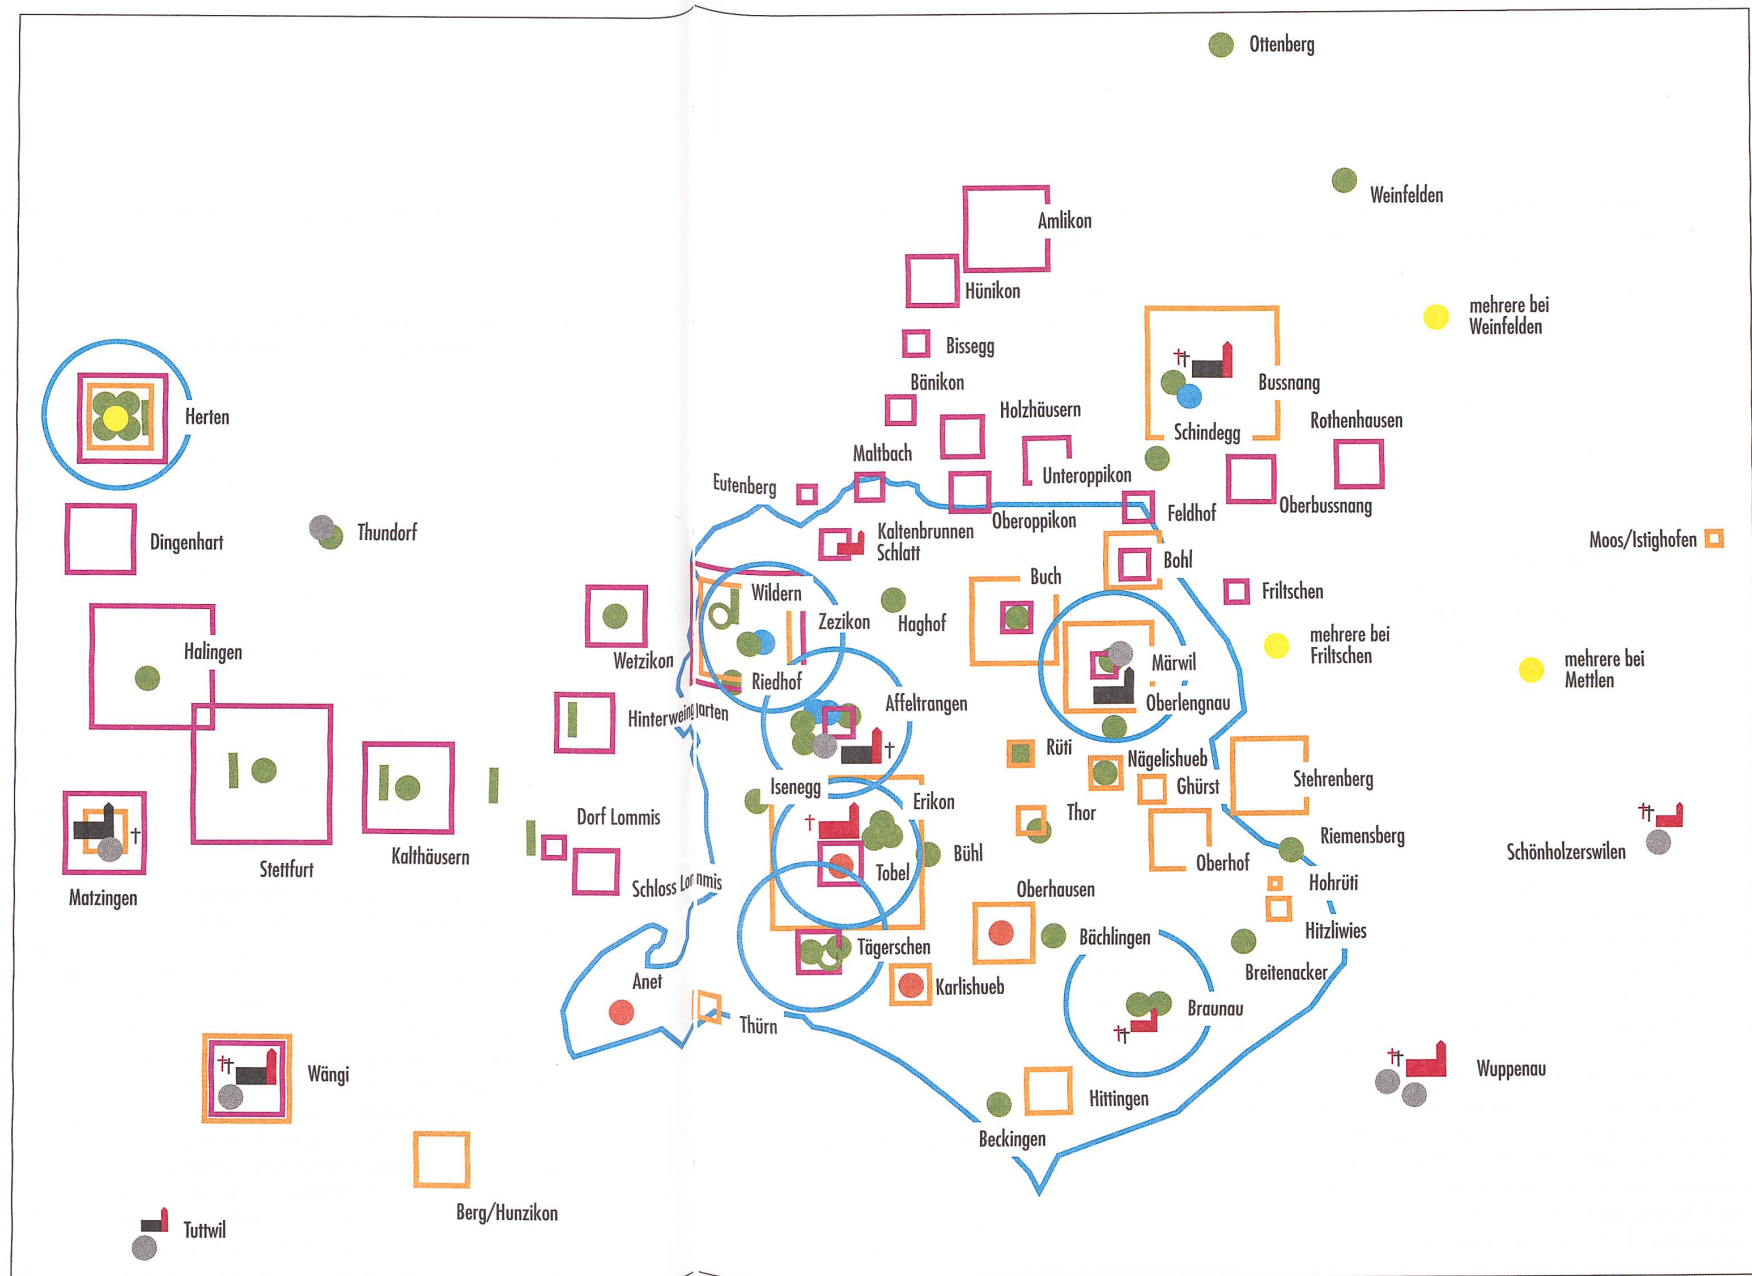 Ottenberg
Weinfelden
Amlikon
Hünikon
mehrere bei
Weinfelden
Bissegg
Bänikon
Bussnang
Herten
Holzhäusern
Rothenhausen
Schindegg
Maltbach
Unteroppikon
Eutenberg
Oberbussnang
Feldhof
Oberoppikon
Kaltenbrunnen
Schlatt
Thundorf
Dingenhart
Moos/Istighofen
Bohl
Buch
Wildern
Friltschen
Zezikon
Haghof
mehrere bei
Friltschen
Halingen
Wetzikon
Märwil
mehrere bei
Mettlen
Riedhof
Affeltrangen
Oberlengnau
Hinterweingarten
Rüti
Nägelishueb
Stehrenberg
Isenegg
Ghürst
Erikon
Thor
Dorf Lommis
Riemensberg
Bühl
Schönholzerswilen
Kalthäusern
Oberhof
Stettfurt
Tobel
Hohrüti
Schloss Lommis
Oberhausen
Matzingen
Hitzliwies
Bächlingen
Tägerschen
Breitenacker
Anet
Karlishueb
Braunau
Thürn
Wuppenau
Wängi
Hittingen
Beckingen
Berg/Hunzikon
Tuttwil